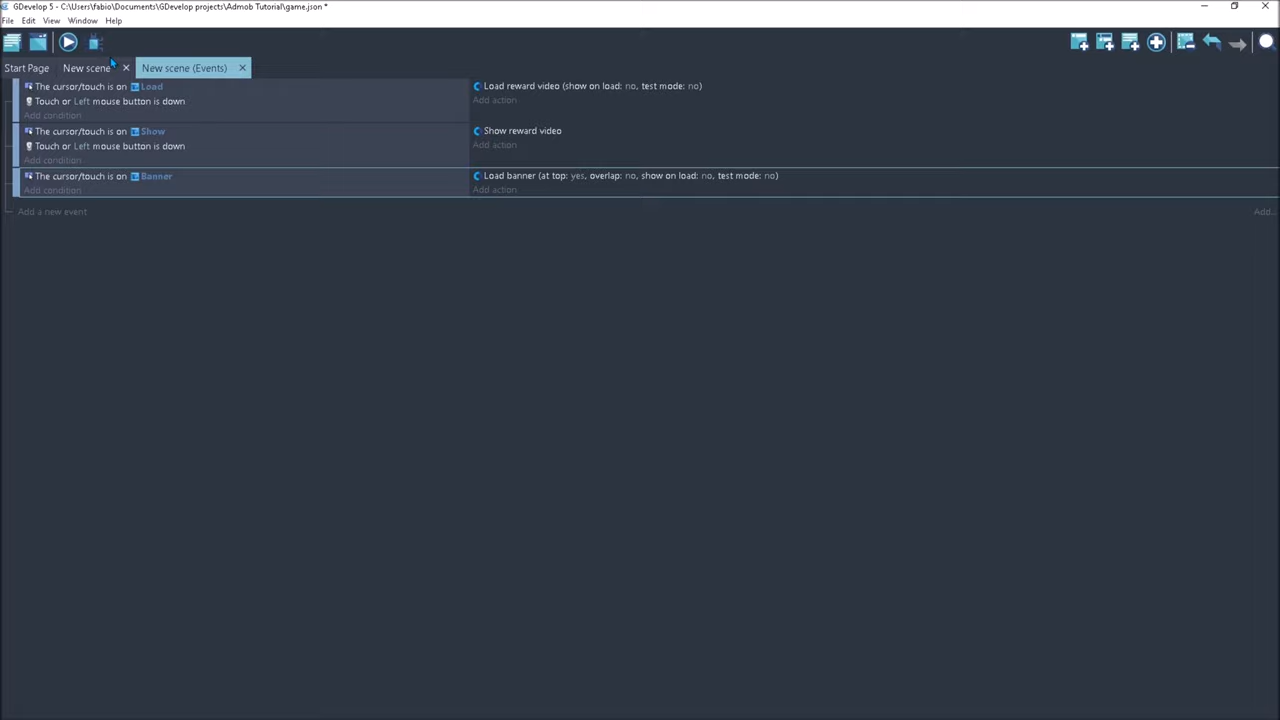 GDevelop 5 - C:\Users\fabio\Documents\GDevelop projects\Admob Tutorial\game.json *
File Edit View Window Help
Start Page New scene New scene (Events)
The cursor/touch is on Load
Touch or Left mouse button is down
Add condition
Load reward video (show on load: no, test mode: no)
Add action
The cursor/touch is on Show
Touch or Left mouse button is down
Add condition
Show reward video
Add action
The cursor/touch is on Banner
Add condition
Load banner (at top: yes, overlap: no, show on load: no, test mode: no)
Add action
Add a new event Add...